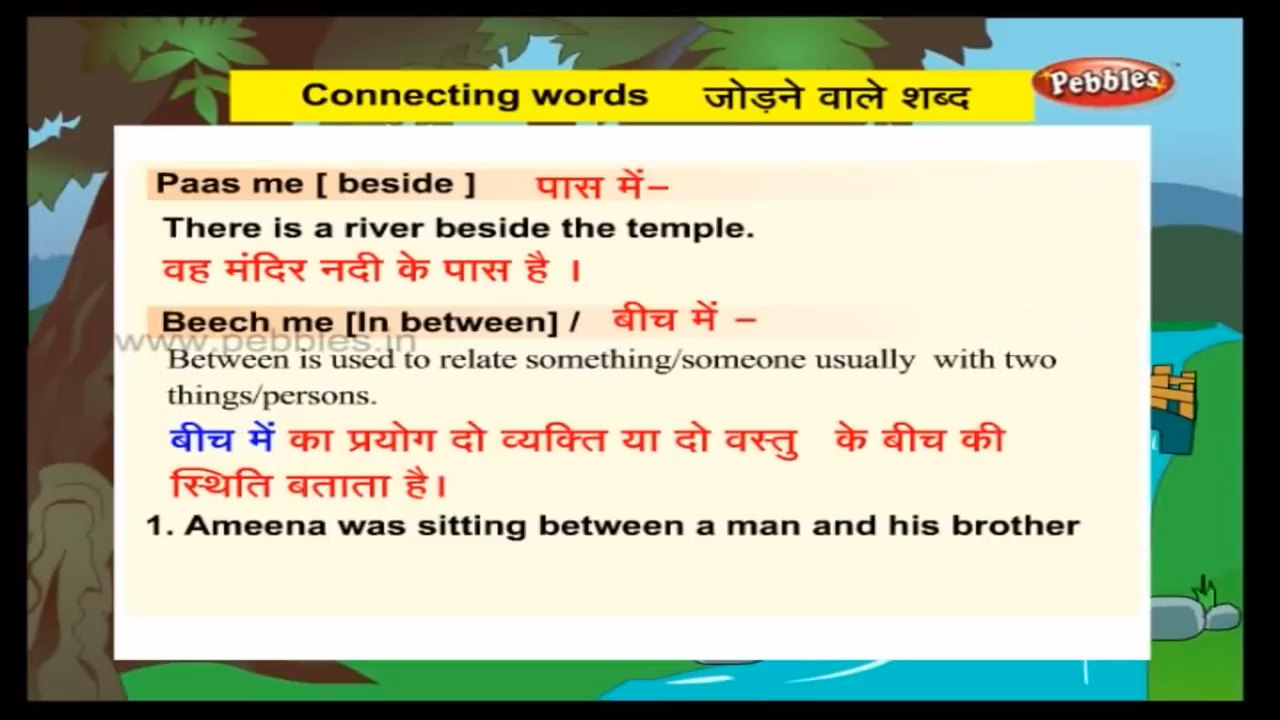 Connecting words जोड़ने वाले शब्द
Pebbles
Paas me [ beside ] पास में–
There is a river beside the temple.
वह मंदिर नदी के पास है ।
Beech me [In between] / बीच में –
www.pebbles.in
Between is used to relate something/someone usually with two
things/persons.
बीच में का प्रयोग दो व्यक्ति या दो वस्तु के बीच की
स्थिति बताता है।
1. Ameena was sitting between a man and his brother